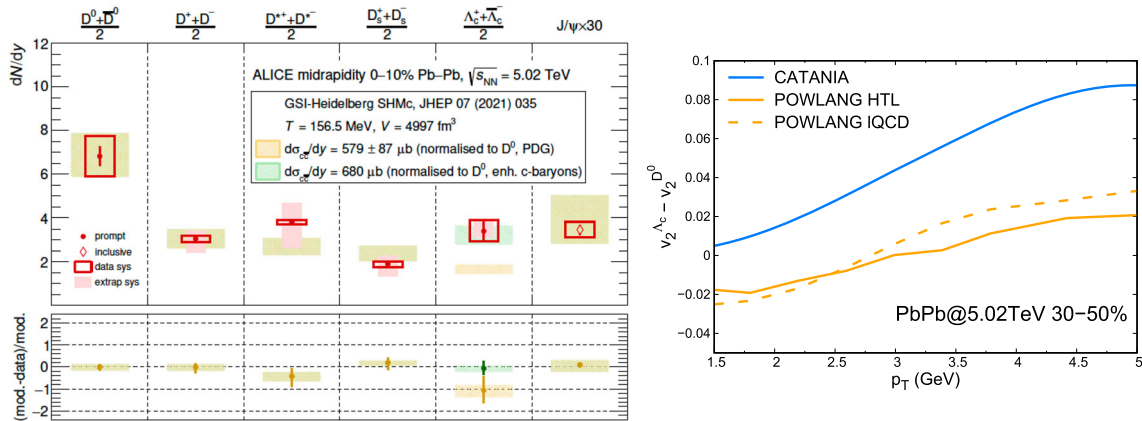 D⁰+D̅⁰ D⁺+D⁻ D*⁺+D*⁻ Dₛ⁺+Dₛ⁻ Λc⁺+Λ̅c⁻
2 2 2 2 2 J/ψ×30
dN/dy
12
10
8
6
4
2
ALICE midrapidity 0–10% Pb–Pb, √sNN = 5.02 TeV
GSI-Heidelberg SHMc, JHEP 07 (2021) 035
T = 156.5 MeV, V = 4997 fm³
dσcc̅/dy = 579 ± 87 μb (normalised to D⁰, PDG)
dσcc̅/dy = 680 μb (normalised to D⁰, enh. c-baryons)
prompt
inclusive
data sys
extrap sys
(mod.-data)/mod.
2
1
0
−1
−2
v₂^Λc − v₂^D⁰
0.1
0.08
0.06
0.04
0.02
0
−0.02
−0.04
CATANIA
POWLANG HTL
POWLANG lQCD
PbPb@5.02TeV 30−50%
1.5 2 2.5 3 3.5 4 4.5 5
pT (GeV)